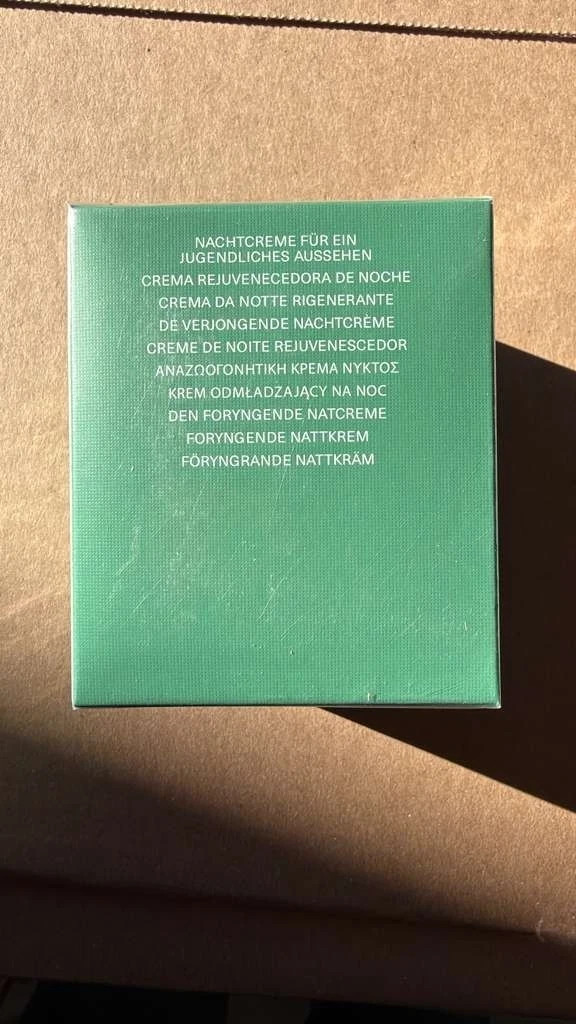 NACHTCREME FÜR EIN
JUGENDLICHES AUSSEHEN
CREMA REJUVENECEDORA DE NOCHE
CREMA DA NOTTE RIGENERANTE
DE VERJONGENDE NACHTCRÈME
CREME DE NOITE REJUVENESCEDOR
ΑΝΑΖΩΟΓΟΝΗΤΙΚΗ ΚΡΕΜΑ ΝΥΚΤΟΣ
KREM ODMŁADZAJĄCY NA NOC
DEN FORYNGENDE NATCREME
FORYNGENDE NATTKREM
FÖRYNGRANDE NATTKRÄM